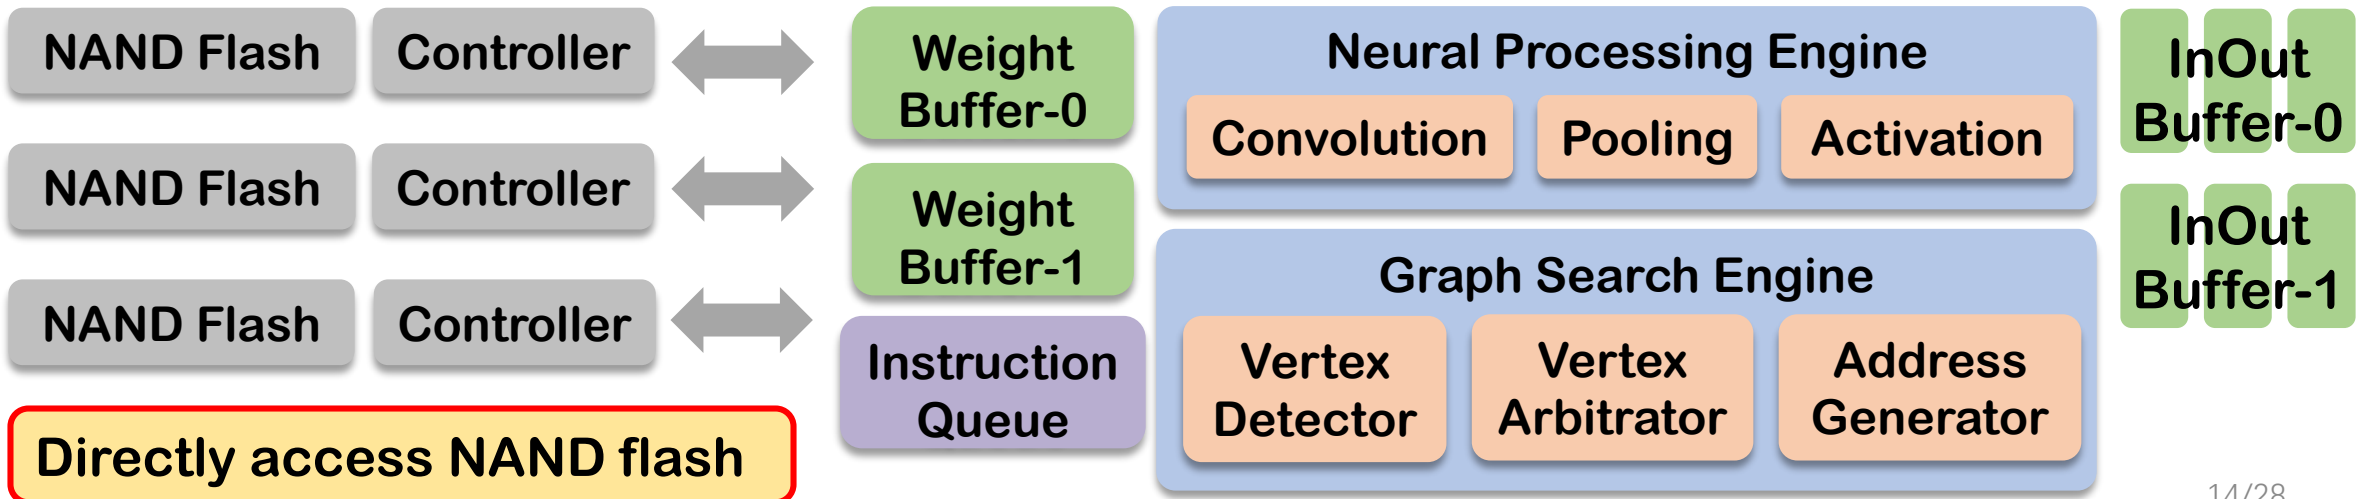 NAND Flash
Controller
NAND Flash
Controller
NAND Flash
Controller
Directly access NAND flash
Weight
Buffer-0
Weight
Buffer-1
Instruction
Queue
Neural Processing Engine
Convolution
Pooling
Activation
Graph Search Engine
Vertex
Detector
Vertex
Arbitrator
Address
Generator
InOut
Buffer-0
InOut
Buffer-1
14/28